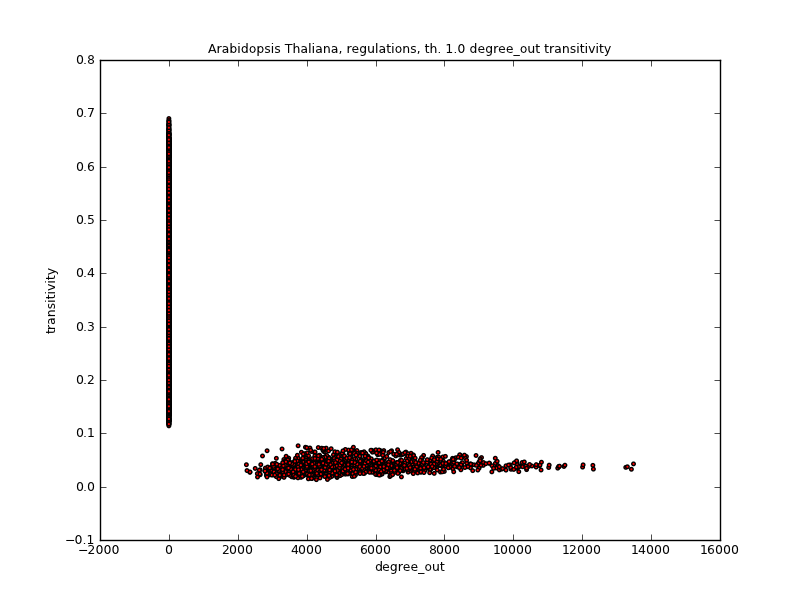 Arabidopsis Thaliana, regulations, th. 1.0 degree_out transitivity
0.8
0.7
0.6
0.5
0.4
0.3
0.2
0.1
0.0
−0.1
transitivity
−2000 0 2000 4000 6000 8000 10000 12000 14000 16000
degree_out